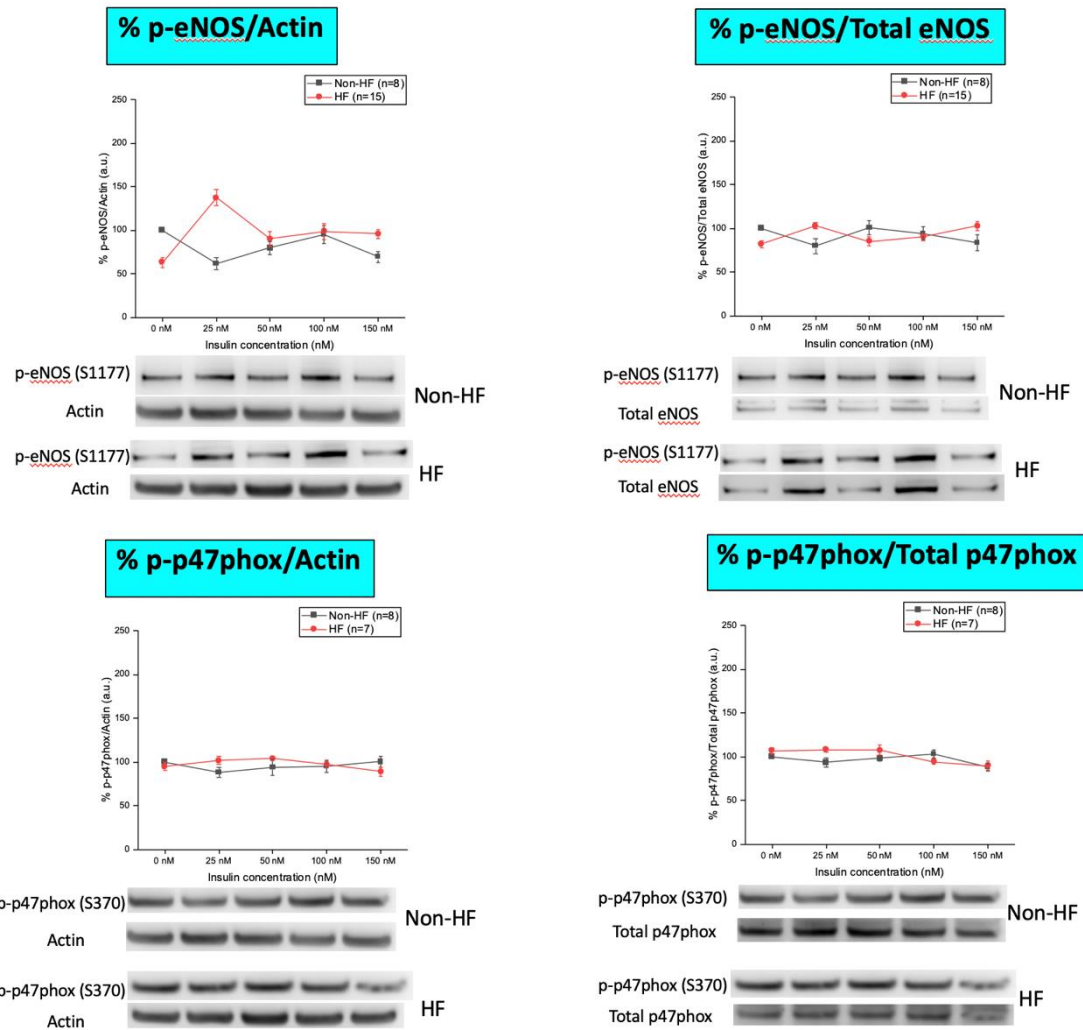 % p-eNOS/Actin
Non-HF (n=8)
HF (n=15)
250
200
150
100
50
0
% p-eNOS/Actin (a.u.)
0 nM 25 nM 50 nM 100 nM 150 nM
Insulin concentration (nM)
p-eNOS (S1177)
Actin
Non-HF
p-eNOS (S1177)
Actin
HF
% p-eNOS/Total eNOS
Non-HF (n=8)
HF (n=15)
250
200
150
100
50
0
% p-eNOS/Total eNOS (a.u.)
0 nM 25 nM 50 nM 100 nM 150 nM
Insulin concentration (nM)
p-eNOS (S1177)
Total eNOS
Non-HF
p-eNOS (S1177)
Total eNOS
HF
% p-p47phox/Actin
Non-HF (n=8)
HF (n=7)
250
200
150
100
50
0
% p-p47phox/Actin (a.u.)
0 nM 25 nM 50 nM 100 nM 150 nM
Insulin concentration (nM)
p-p47phox (S370)
Actin
Non-HF
p-p47phox (S370)
Actin
HF
% p-p47phox/Total p47phox
Non-HF (n=8)
HF (n=7)
250
200
150
100
50
0
% p-p47phox/Total p47phox (a.u.)
0 nM 25 nM 50 nM 100 nM 150 nM
Insulin concentration (nM)
p-p47phox (S370)
Total p47phox
Non-HF
p-p47phox (S370)
Total p47phox
HF